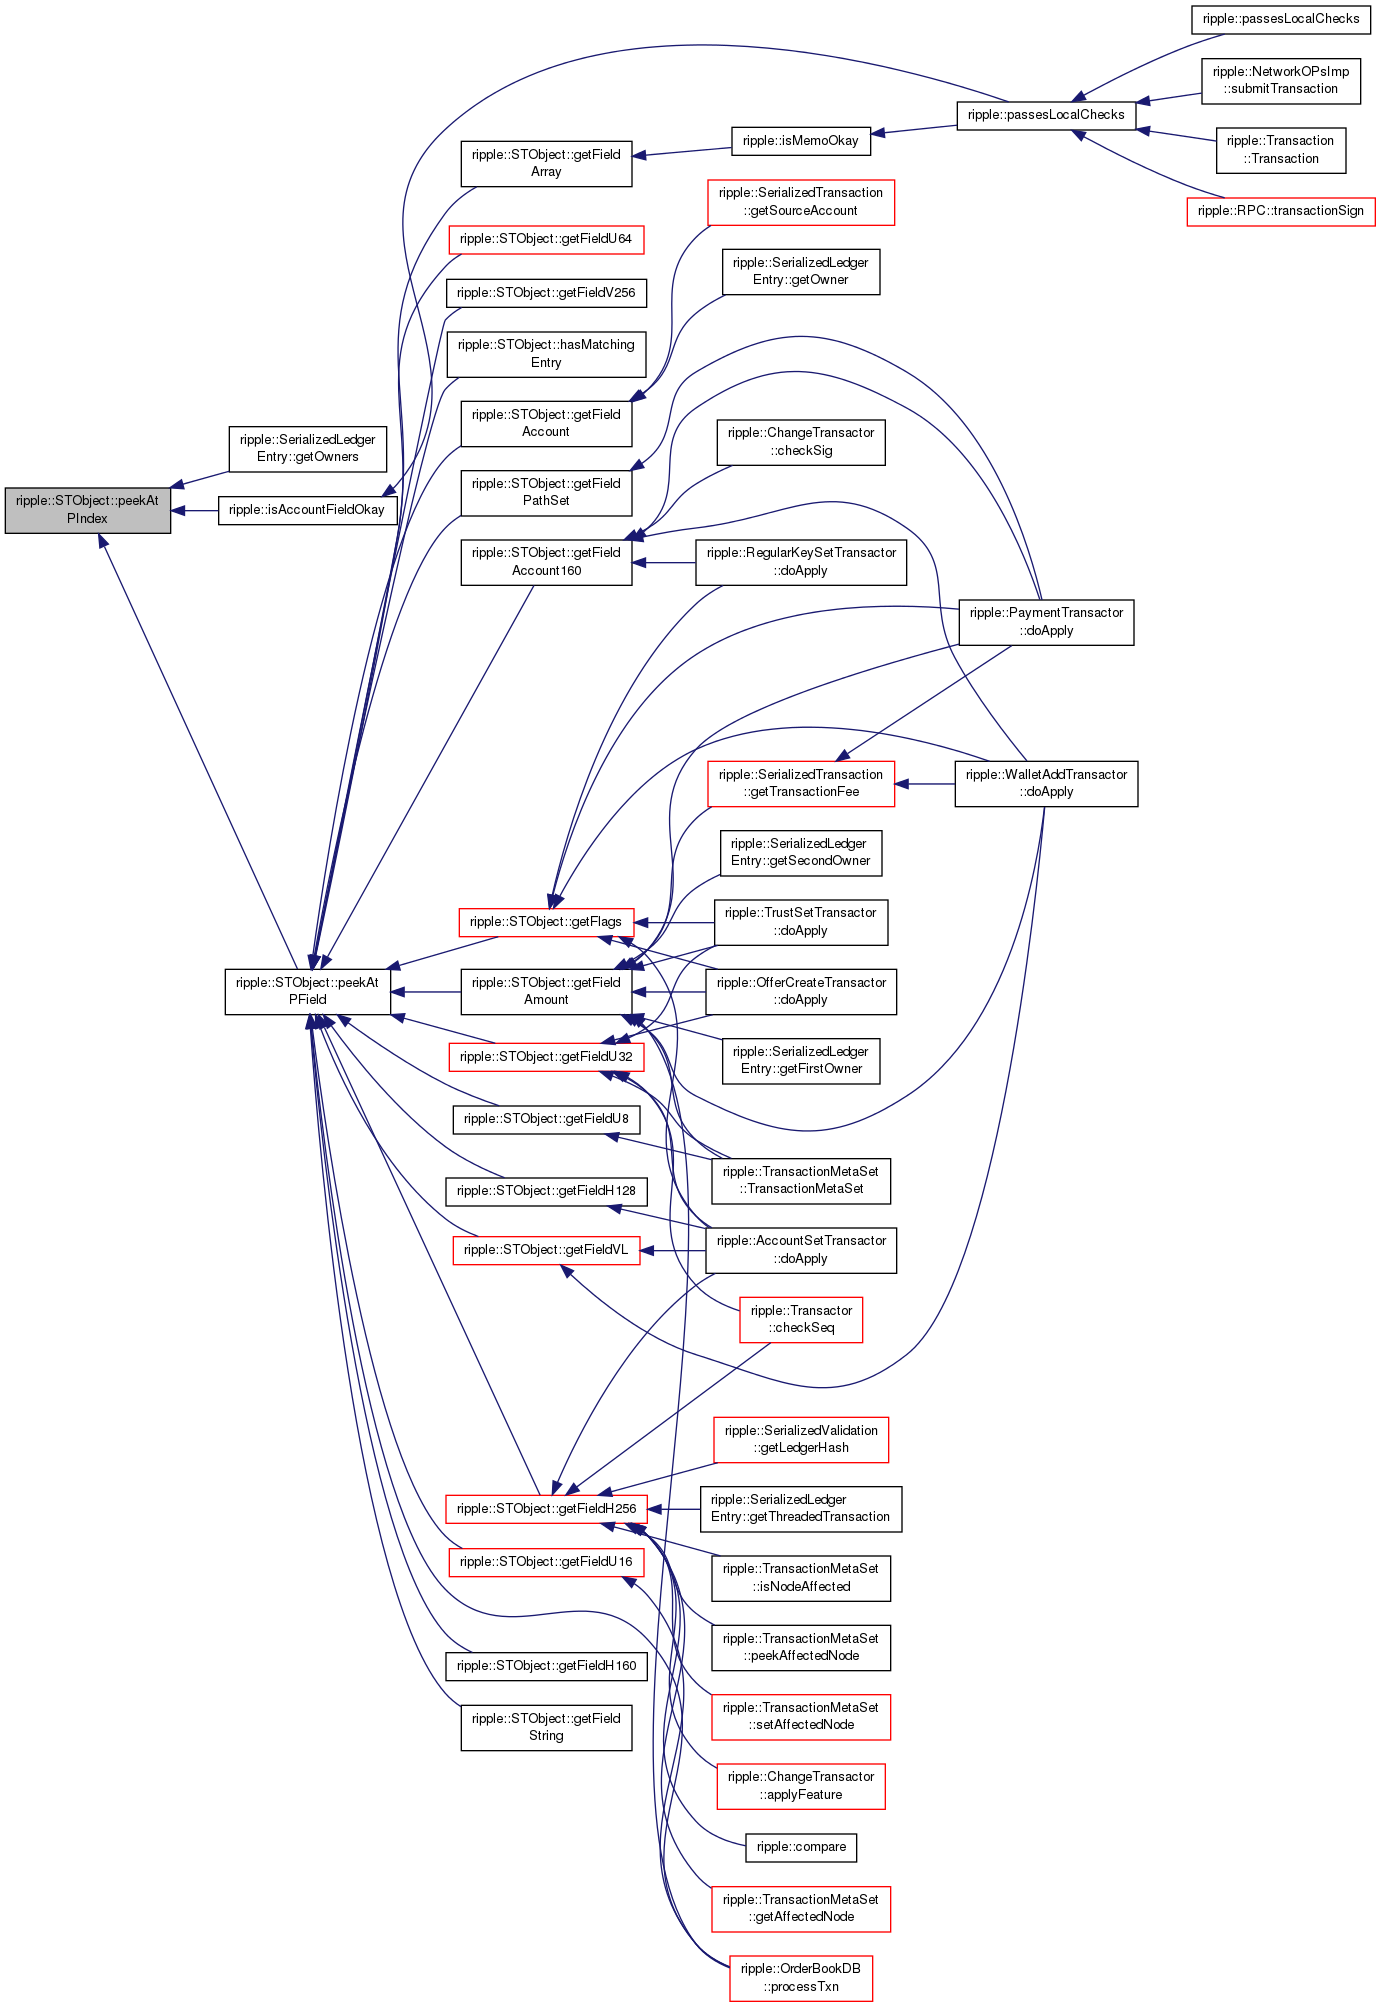 ripple::passesLocalChecks
ripple::NetworkOPsImp
::submitTransaction
ripple::passesLocalChecks
ripple::Transaction
::Transaction
ripple::RPC::transactionSign
ripple::isMemoOkay
ripple::STObject::getField
Array
ripple::SerializedTransaction
::getSourceAccount
ripple::STObject::getFieldU64
ripple::SerializedLedger
Entry::getOwner
ripple::STObject::getFieldV256
ripple::STObject::hasMatching
Entry
ripple::STObject::getField
Account
ripple::ChangeTransactor
::checkSig
ripple::SerializedLedger
Entry::getOwners
ripple::STObject::getField
PathSet
ripple::STObject::peekAt
PIndex
ripple::isAccountFieldOkay
ripple::STObject::getField
Account160
ripple::RegularKeySetTransactor
::doApply
ripple::PaymentTransactor
::doApply
ripple::SerializedTransaction
::getTransactionFee
ripple::WalletAddTransactor
::doApply
ripple::SerializedLedger
Entry::getSecondOwner
ripple::STObject::getFlags
ripple::TrustSetTransactor
::doApply
ripple::STObject::peekAt
PField
ripple::STObject::getField
Amount
ripple::OfferCreateTransactor
::doApply
ripple::STObject::getFieldU32
ripple::SerializedLedger
Entry::getFirstOwner
ripple::STObject::getFieldU8
ripple::TransactionMetaSet
::TransactionMetaSet
ripple::STObject::getFieldH128
ripple::STObject::getFieldVL
ripple::AccountSetTransactor
::doApply
ripple::Transactor
::checkSeq
ripple::SerializedValidation
::getLedgerHash
ripple::STObject::getFieldH256
ripple::SerializedLedger
Entry::getThreadedTransaction
ripple::STObject::getFieldU16
ripple::TransactionMetaSet
::isNodeAffected
ripple::TransactionMetaSet
::peekAffectedNode
ripple::STObject::getFieldH160
ripple::TransactionMetaSet
::setAffectedNode
ripple::STObject::getField
String
ripple::ChangeTransactor
::applyFeature
ripple::compare
ripple::TransactionMetaSet
::getAffectedNode
ripple::OrderBookDB
::processTxn